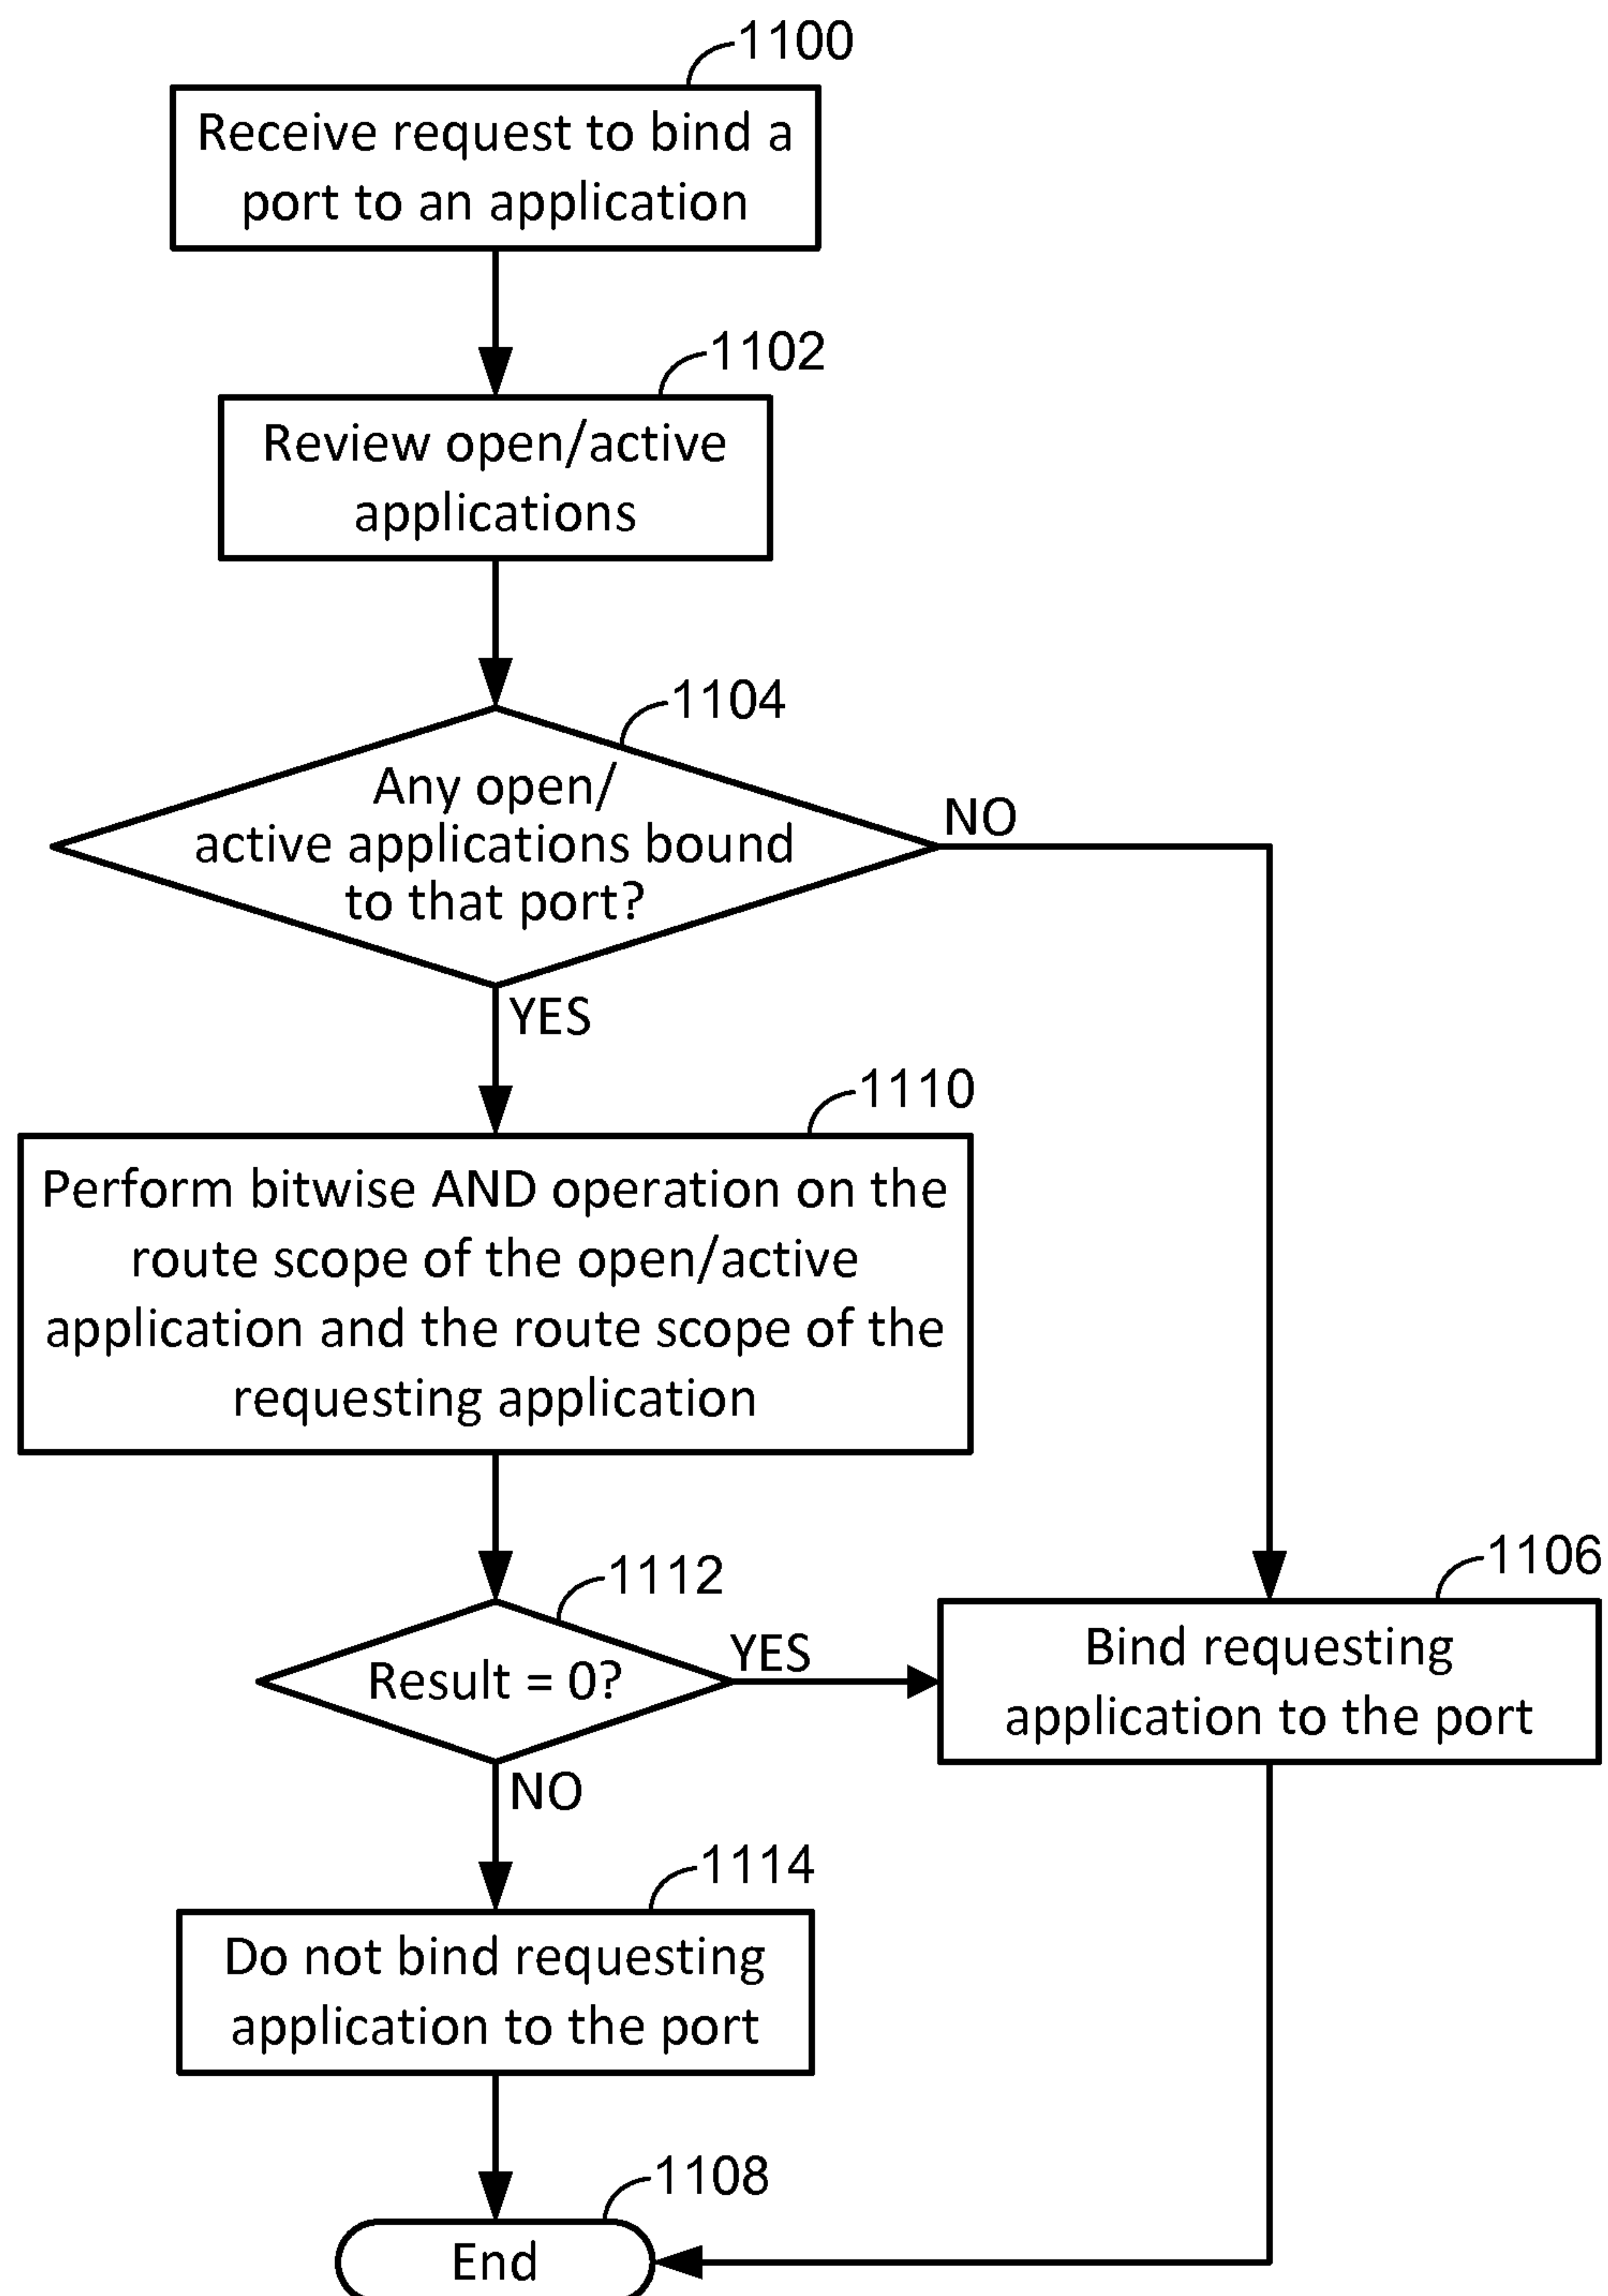 1100
Receive request to bind a
port to an application
1102
Review open/active
applications
1104
Any open/
active applications bound
to that port?
NO
YES
1110
Perform bitwise AND operation on the
route scope of the open/active
application and the route scope of the
requesting application
1112
Result = 0?
YES
1106
Bind requesting
application to the port
NO
1114
Do not bind requesting
application to the port
1108
End